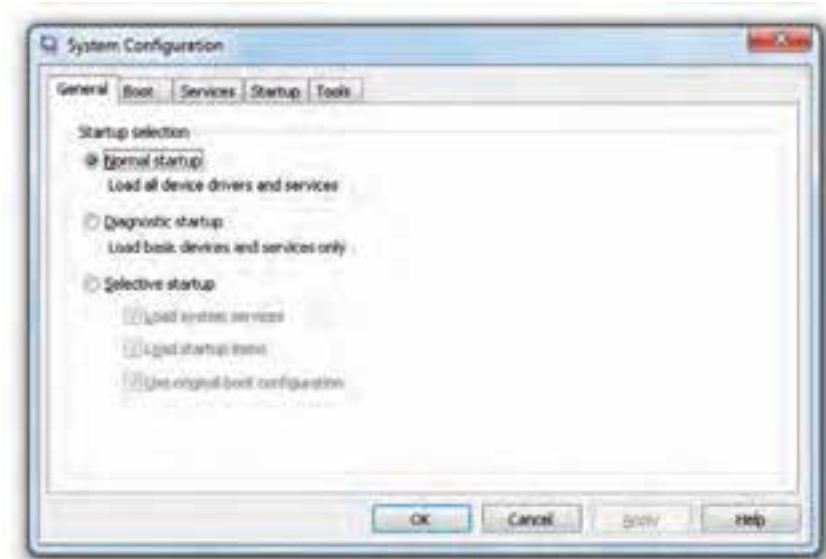 System Configuration
General Boot Services Startup Tools
Startup selection
Normal startup
Load all device drivers and services
Diagnostic startup
Load basic devices and services only
Selective startup
Load system services
Load startup items
Use original boot configuration
OK Cancel Apply Help